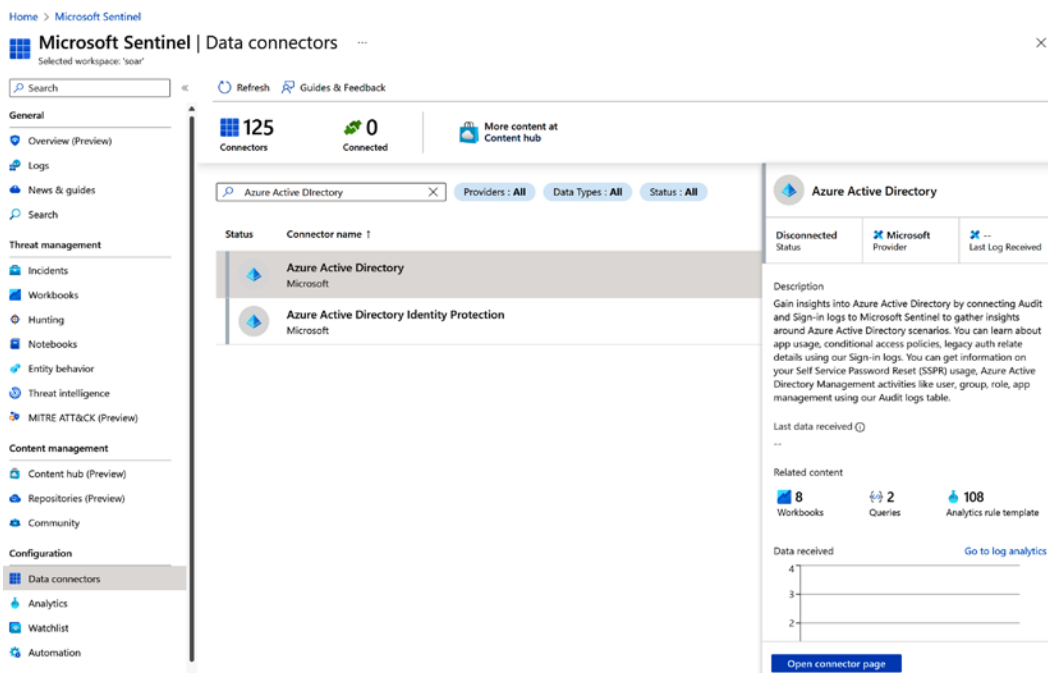 Home > Microsoft Sentinel
Microsoft Sentinel | Data connectors ...
Selected workspace: 'soar'
Search
«
General
Overview (Preview)
Logs
News & guides
Search
Threat management
Incidents
Workbooks
Hunting
Notebooks
Entity behavior
Threat intelligence
MITRE ATT&CK (Preview)
Content management
Content hub (Preview)
Repositories (Preview)
Community
Configuration
Data connectors
Analytics
Watchlist
Automation
Refresh Guides & Feedback
125
Connectors
0
Connected
More content at
Content hub
Azure Active DIrectory
Providers : All
Data Types : All
Status : All
Status Connector name ↑
Azure Active Directory
Microsoft
Azure Active Directory Identity Protection
Microsoft
Azure Active Directory
Disconnected
Status
Microsoft
Provider
--
Last Log Received
Description
Gain insights into Azure Active Directory by connecting Audit
and Sign-in logs to Microsoft Sentinel to gather insights
around Azure Active Directory scenarios. You can learn about
app usage, conditional access policies, legacy auth relate
details using our Sign-in logs. You can get information on
your Self Service Password Reset (SSPR) usage, Azure Active
Directory Management activities like user, group, role, app
management using our Audit logs table.
Last data received
--
Related content
8
Workbooks
2
Queries
108
Analytics rule template
Data received Go to log analytics
4
3
2
Open connector page